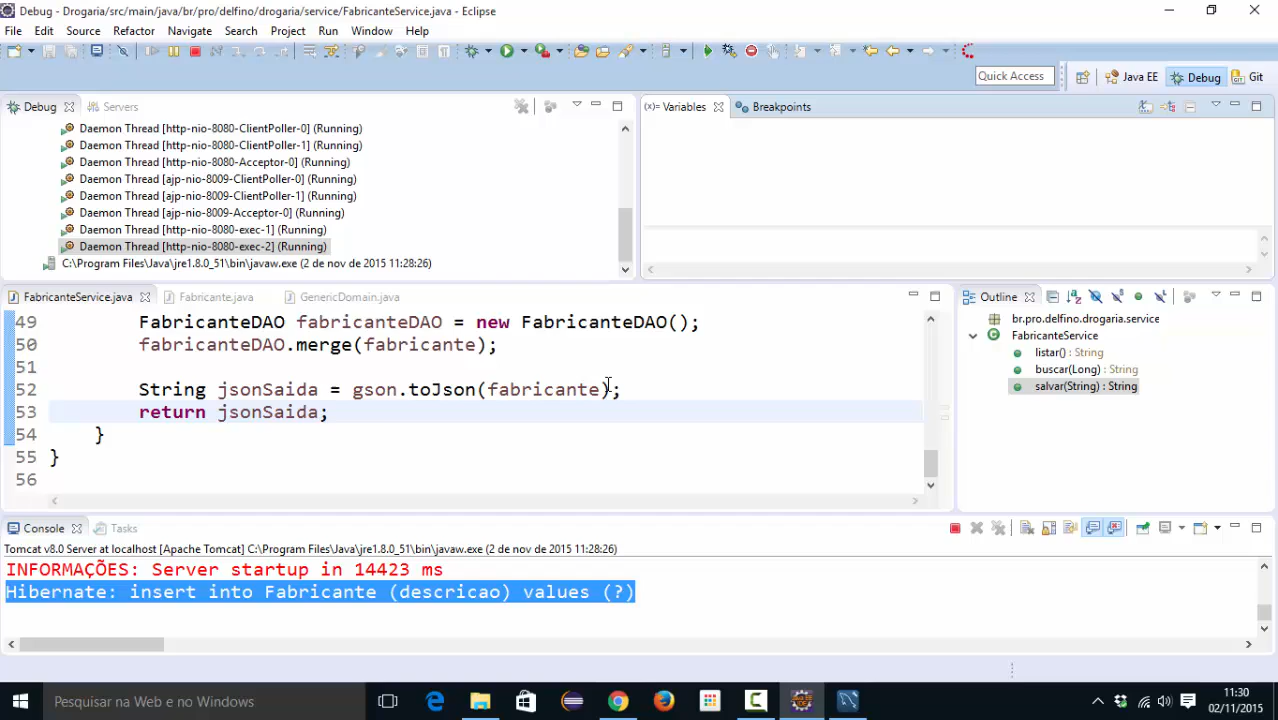 Debug - Drogaria/src/main/java/br/pro/delfino/drogaria/service/FabricanteService.java - Eclipse
File Edit Source Refactor Navigate Search Project Run Window Help
Quick Access Java EE Debug Git
Debug Servers
Daemon Thread [http-nio-8080-ClientPoller-0] (Running)
Daemon Thread [http-nio-8080-ClientPoller-1] (Running)
Daemon Thread [http-nio-8080-Acceptor-0] (Running)
Daemon Thread [ajp-nio-8009-ClientPoller-0] (Running)
Daemon Thread [ajp-nio-8009-ClientPoller-1] (Running)
Daemon Thread [ajp-nio-8009-Acceptor-0] (Running)
Daemon Thread [http-nio-8080-exec-1] (Running)
Daemon Thread [http-nio-8080-exec-2] (Running)
C:\Program Files\Java\jre1.8.0_51\bin\javaw.exe (2 de nov de 2015 11:28:26)
(x)= Variables Breakpoints
FabricanteService.java Fabricante.java GenericDomain.java
49 FabricanteDAO fabricanteDAO = new FabricanteDAO();
50 fabricanteDAO.merge(fabricante);
51
52 String jsonSaida = gson.toJson(fabricante);
53 return jsonSaida;
54 }
55 }
56
Outline
br.pro.delfino.drogaria.service
FabricanteService
listar() : String
buscar(Long) : String
salvar(String) : String
Console Tasks
Tomcat v8.0 Server at localhost [Apache Tomcat] C:\Program Files\Java\jre1.8.0_51\bin\javaw.exe (2 de nov de 2015 11:28:26)
INFORMAÇÕES: Server startup in 14423 ms
Hibernate: insert into Fabricante (descricao) values (?)
Pesquisar na Web e no Windows
11:30
02/11/2015